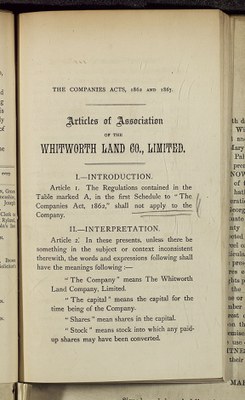 THE COMPANIES ACTS, 1862 AND 1867.
Articles of Association
OF THE
WHITWORTH LAND CO., LIMITED.
I.—INTRODUCTION.
Article 1. The Regulations contained in the
Table marked A, in the first Schedule to "The
Companies Act, 1862," shall not apply to the
Company.
II.—INTERPRETATION.
Article 2. In these presents, unless there be
something in the subject or context inconsistent
therewith, the words and expressions following shall
have the meanings following :—
"The Company" means The Whitworth
Land Company, Limited.
"The capital" means the capital for the
time being of the Company.
"Shares" mean shares in the capital.
"Stock" means stock into which any paid-
up shares may have been converted.